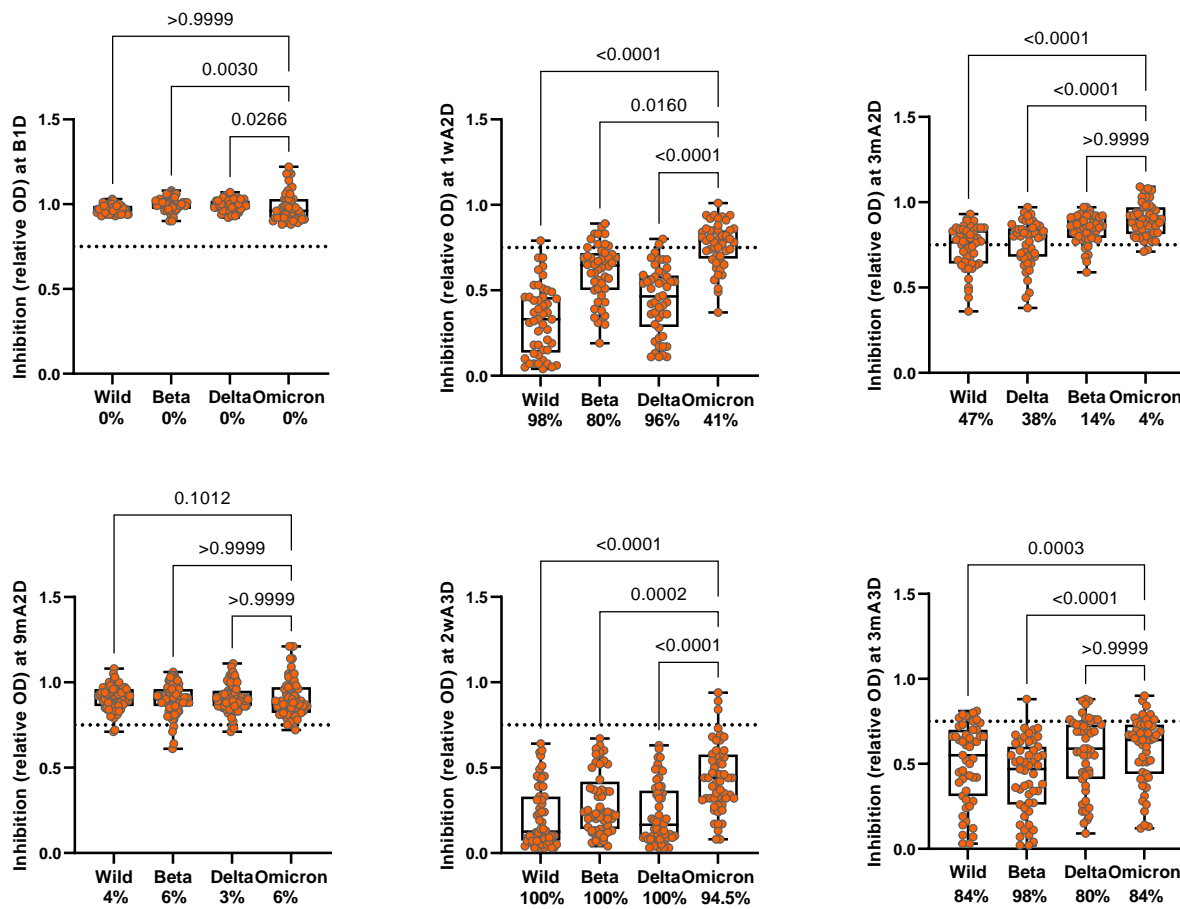 >0.9999
0.0030
0.0266
Inhibition (relative OD) at B1D
1.5
1.0
0.5
0.0
Wild Beta Delta Omicron
0% 0% 0% 0%
<0.0001
0.0160
<0.0001
Inhibition (relative OD) at 1wA2D
1.5
1.0
0.5
0.0
Wild Beta Delta Omicron
98% 80% 96% 41%
<0.0001
<0.0001
>0.9999
Inhibition (relative OD) at 3mA2D
1.5
1.0
0.5
0.0
Wild Delta Beta Omicron
47% 38% 14% 4%
0.1012
>0.9999
>0.9999
Inhibition (relative OD) at 9mA2D
1.5
1.0
0.5
0.0
Wild Beta Delta Omicron
4% 6% 3% 6%
<0.0001
0.0002
<0.0001
Inhibition (relative OD) at 2wA3D
1.5
1.0
0.5
0.0
Wild Beta Delta Omicron
100% 100% 100% 94.5%
0.0003
<0.0001
>0.9999
Inhibition (relative OD) at 3mA3D
1.5
1.0
0.5
0.0
Wild Beta Delta Omicron
84% 98% 80% 84%